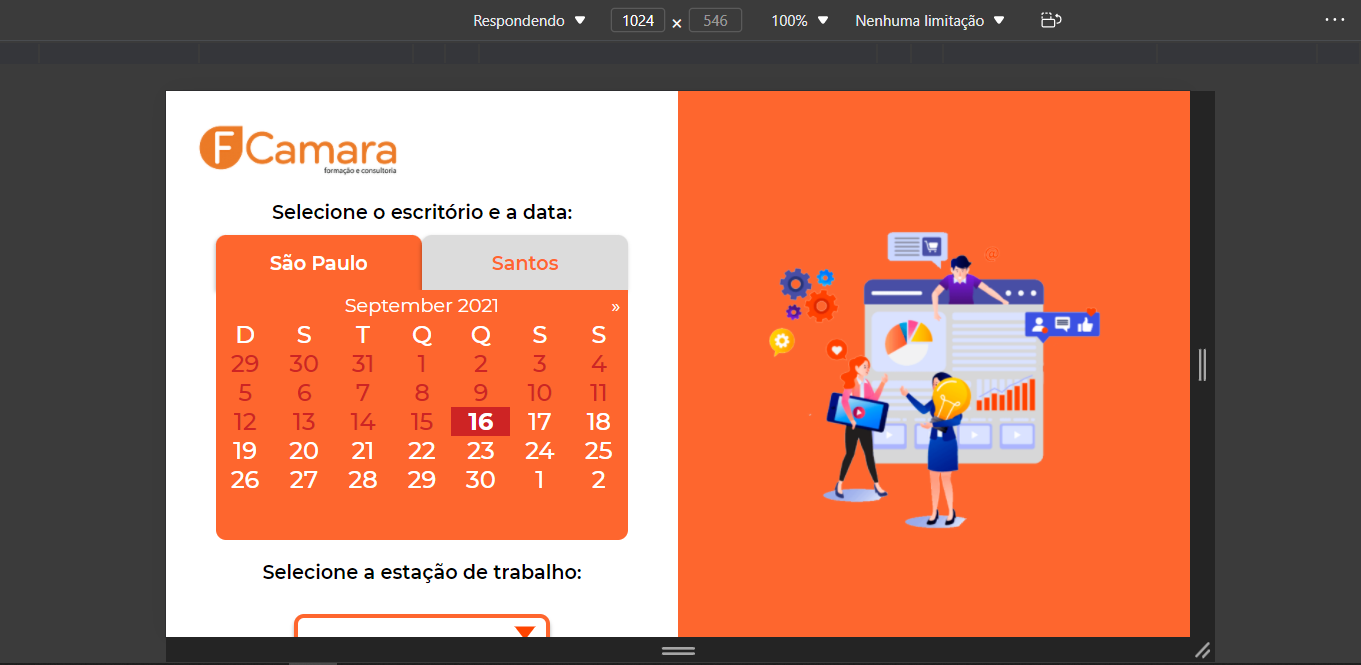 Respondendo 1024 × 546 100% Nenhuma limitação
FCamara
formação e consultoria
Selecione o escritório e a data:
São Paulo Santos
September 2021 »
D S T Q Q S S
29 30 31 1 2 3 4
5 6 7 8 9 10 11
12 13 14 15 16 17 18
19 20 21 22 23 24 25
26 27 28 29 30 1 2
@
Selecione a estação de trabalho: